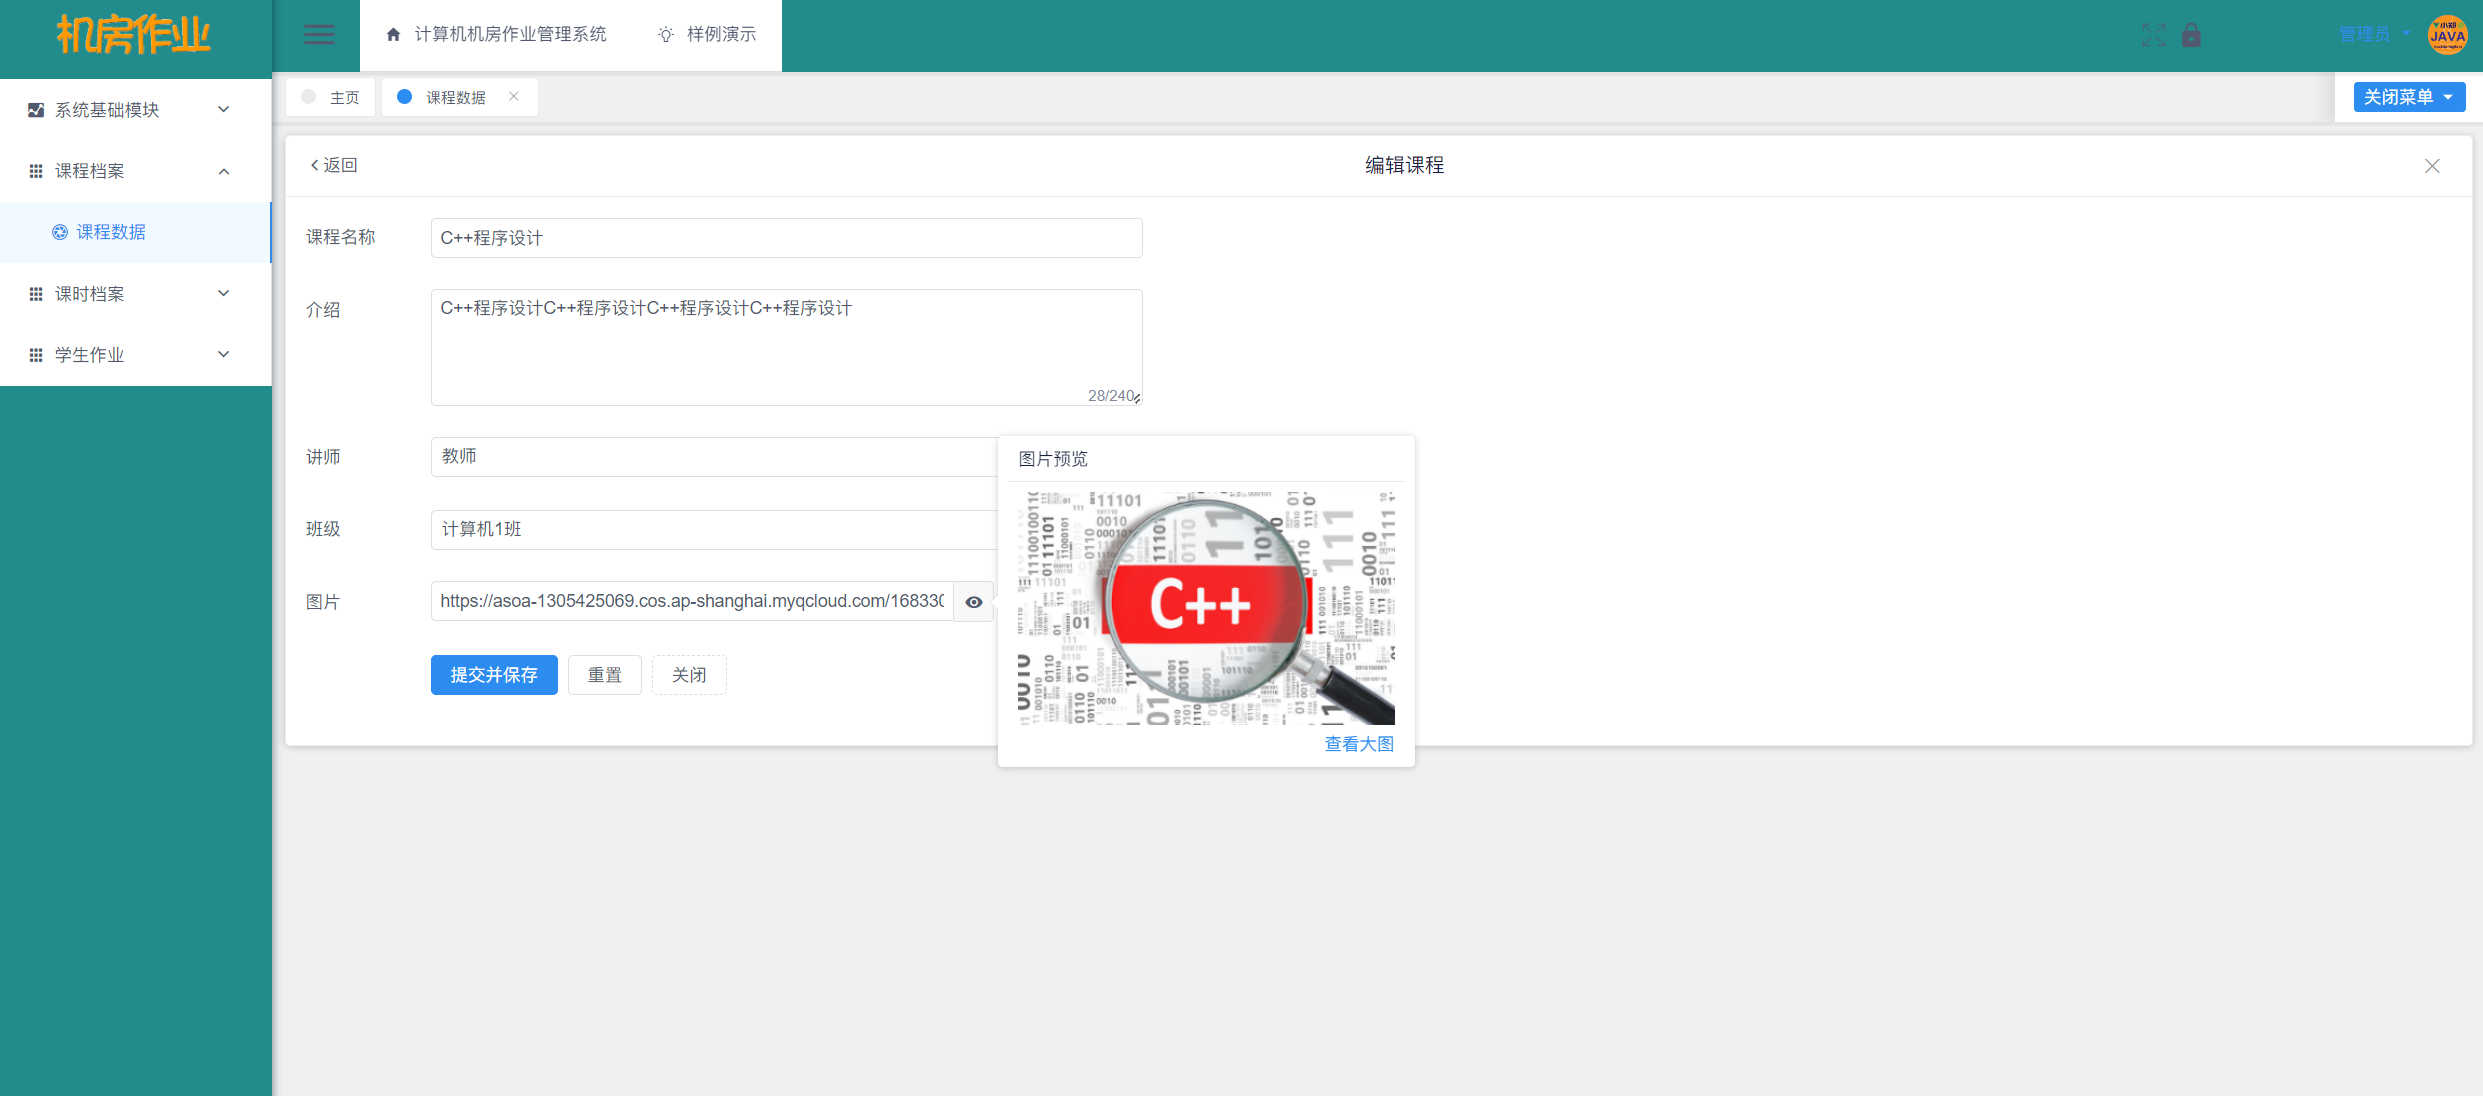 机房作业
计算机机房作业管理系统
样例演示
管理员
小郑
JAVA
系统基础模块
课程档案
课程数据
课时档案
学生作业
主页
课程数据
关闭菜单
返回
编辑课程
课程名称
C++程序设计
介绍
C++程序设计C++程序设计C++程序设计C++程序设计
28/240
讲师
教师
班级
计算机1班
图片
https://asoa-1305425069.cos.ap-shanghai.myqcloud.com/168330
提交并保存
重置
关闭
图片预览
C++
查看大图